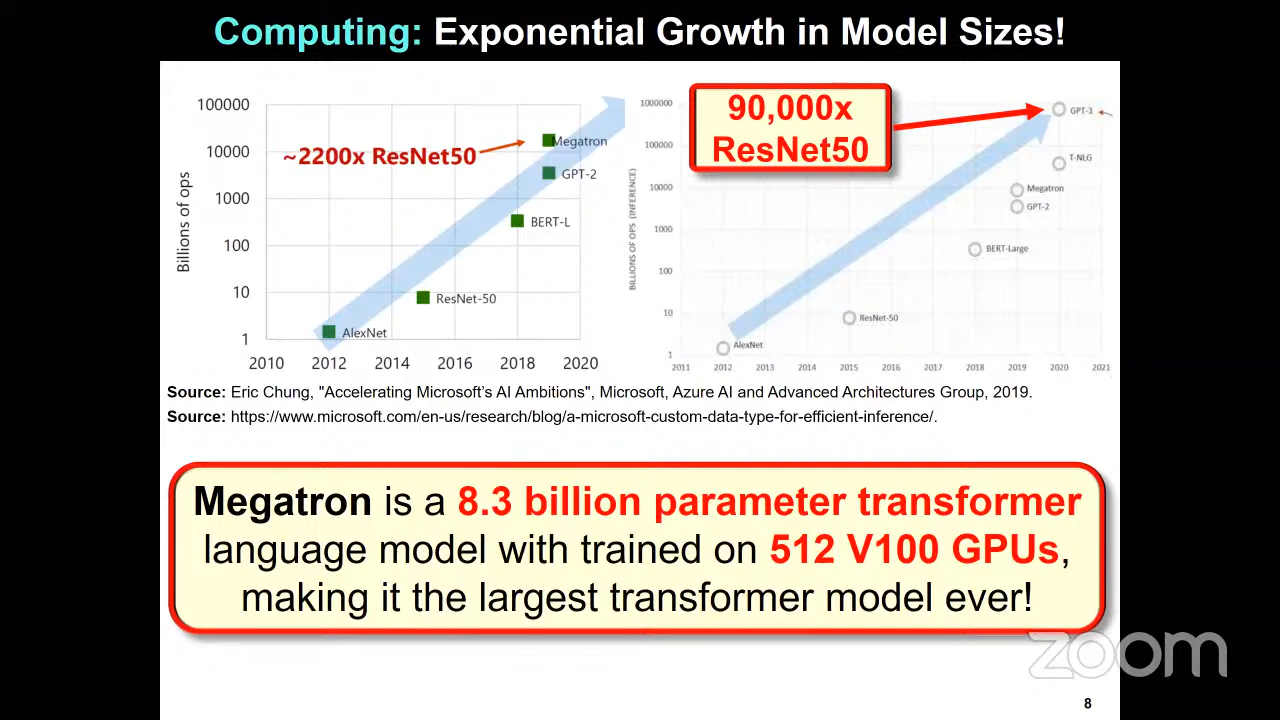 Computing: Exponential Growth in Model Sizes!
100000
10000
1000
100
10
1
Billions of ops
2010 2012 2014 2016 2018 2020
~2200x ResNet50
Megatron
GPT-2
BERT-L
ResNet-50
AlexNet
1000000
100000
10000
1000
100
10
1
BILLIONS OF OPS (INFERENCE)
2011 2012 2013 2014 2015 2016 2017 2018 2019 2020 2021
90,000x
ResNet50
GPT-3
T-NLG
Megatron
GPT-2
BERT-Large
ResNet-50
AlexNet
Source: Eric Chung, "Accelerating Microsoft's AI Ambitions", Microsoft, Azure AI and Advanced Architectures Group, 2019.
Source: https://www.microsoft.com/en-us/research/blog/a-microsoft-custom-data-type-for-efficient-inference/.
Megatron is a 8.3 billion parameter transformer
language model with trained on 512 V100 GPUs,
making it the largest transformer model ever!
zoom
8